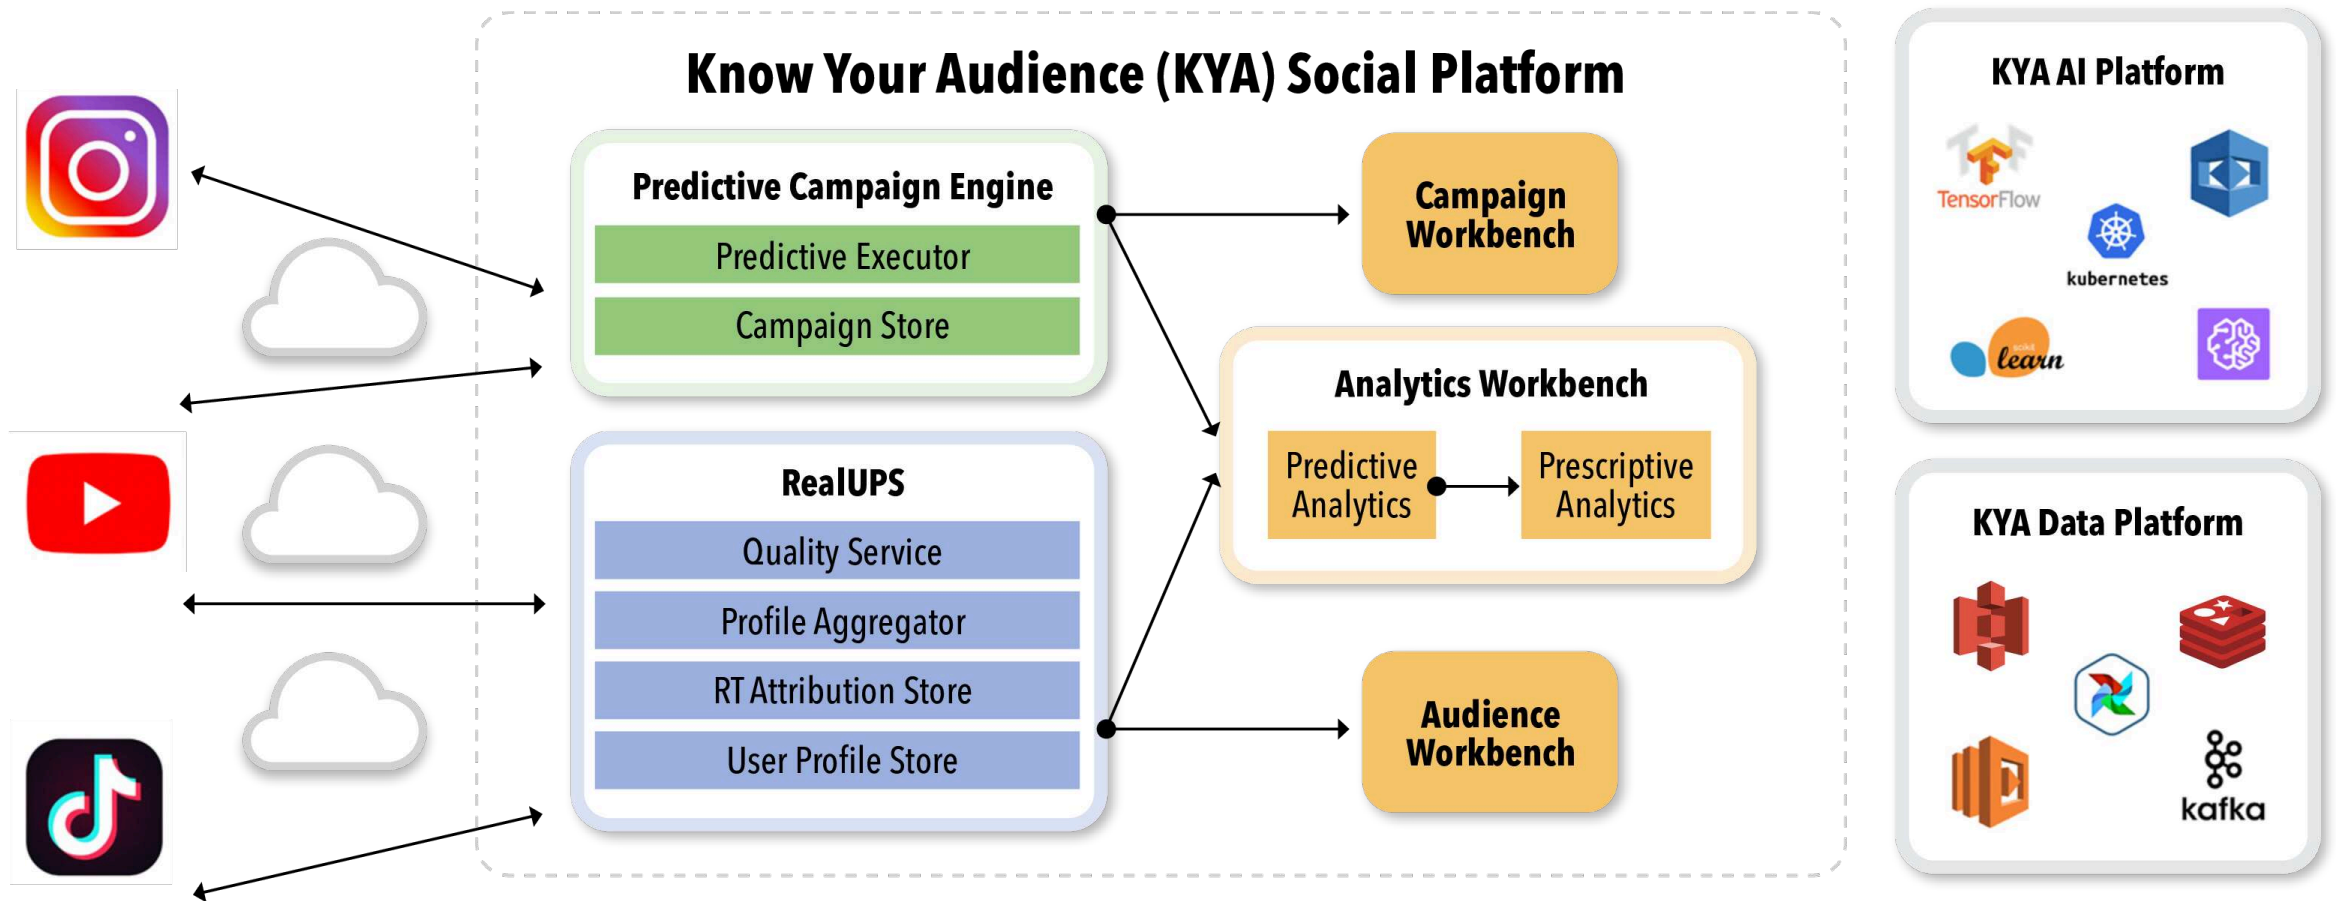 Know Your Audience (KYA) Social Platform
Predictive Campaign Engine
Predictive Executor
Campaign Store
RealUPS
Quality Service
Profile Aggregator
RT Attribution Store
User Profile Store
Campaign
Workbench
Analytics Workbench
Predictive
Analytics
Prescriptive
Analytics
Audience
Workbench
KYA AI Platform
TF
TensorFlow
kubernetes
scikit
learn
KYA Data Platform
kafka